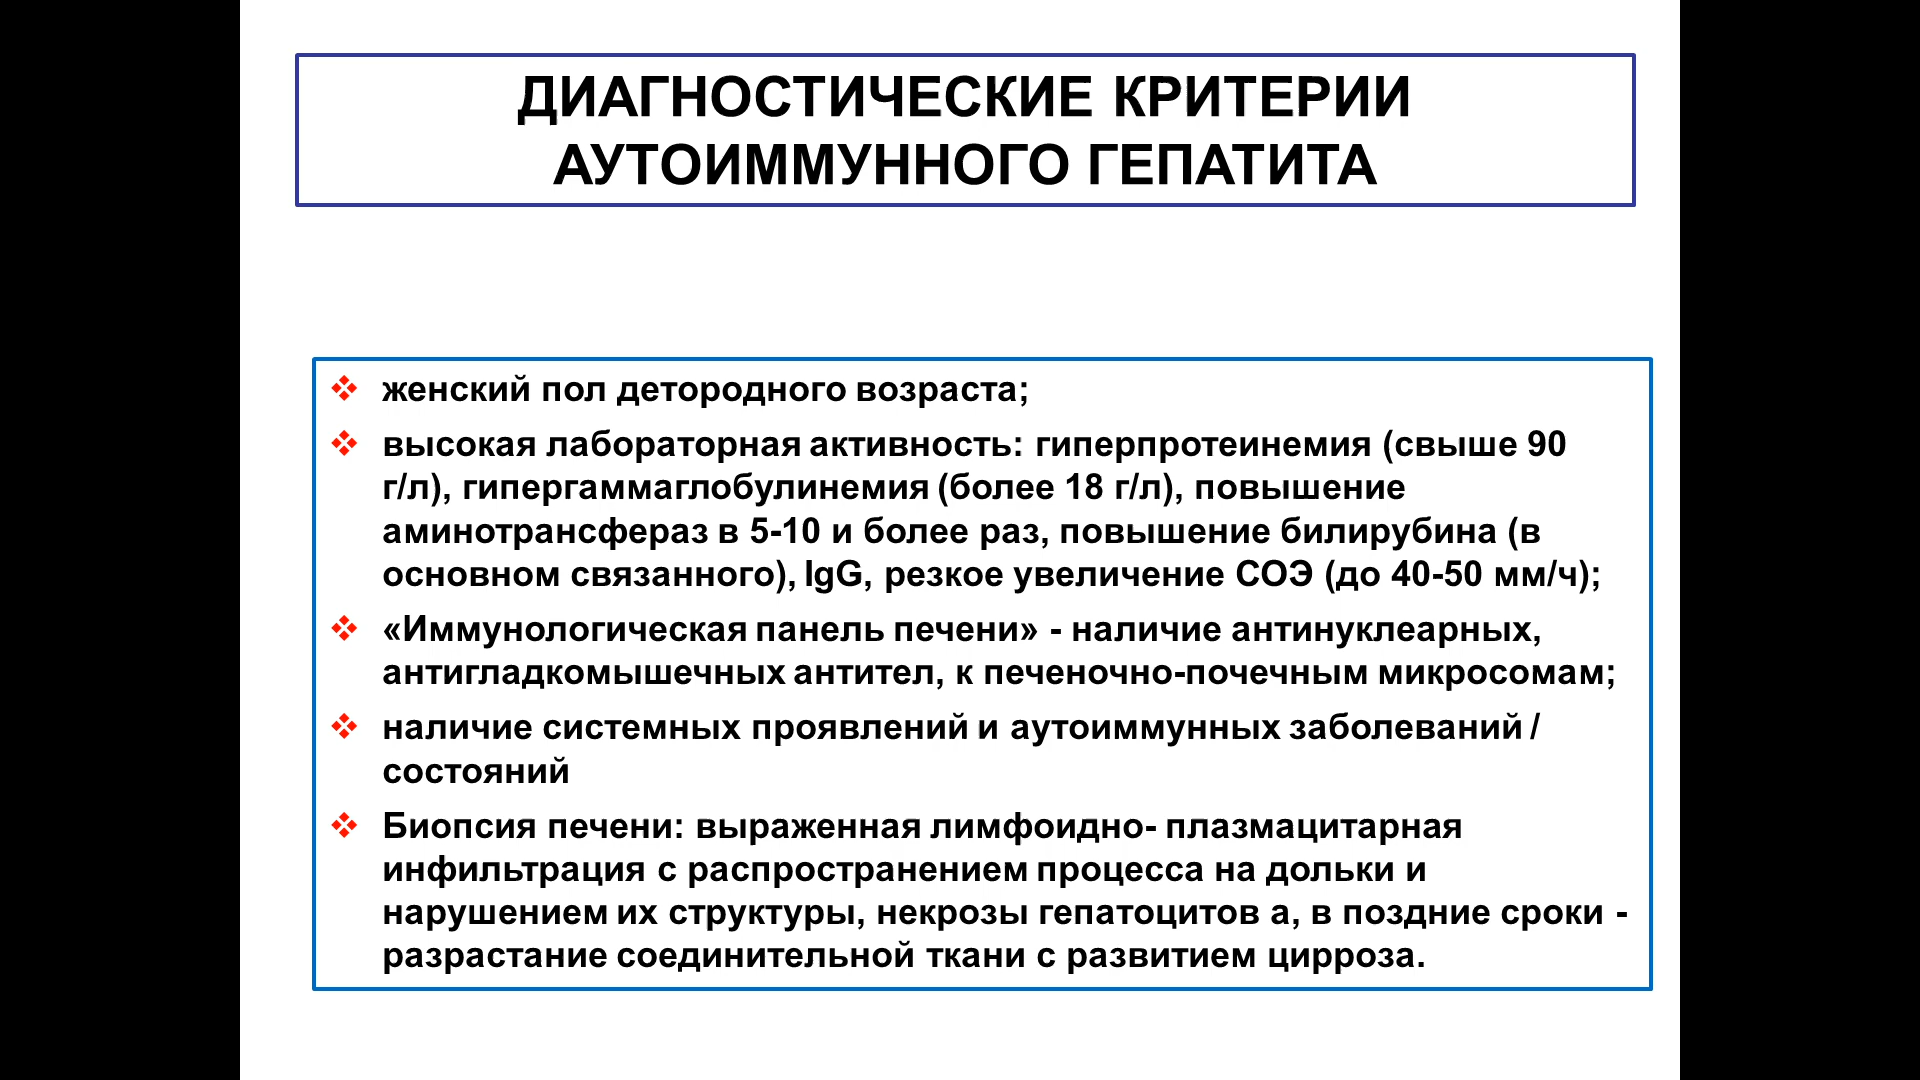 ДИАГНОСТИЧЕСКИЕ КРИТЕРИИ
АУТОИММУННОГО ГЕПАТИТА
женский пол детородного возраста;
высокая лабораторная активность: гиперпротеинемия (свыше 90
г/л), гипергаммаглобулинемия (более 18 г/л), повышение
аминотрансфераз в 5-10 и более раз, повышение билирубина (в
основном связанного), IgG, резкое увеличение СОЭ (до 40-50 мм/ч);
«Иммунологическая панель печени» - наличие антинуклеарных,
антигладкомышечных антител, к печеночно-почечным микросомам;
наличие системных проявлений и аутоиммунных заболеваний /
состояний
Биопсия печени: выраженная лимфоидно- плазмацитарная
инфильтрация с распространением процесса на дольки и
нарушением их структуры, некрозы гепатоцитов а, в поздние сроки -
разрастание соединительной ткани с развитием цирроза.